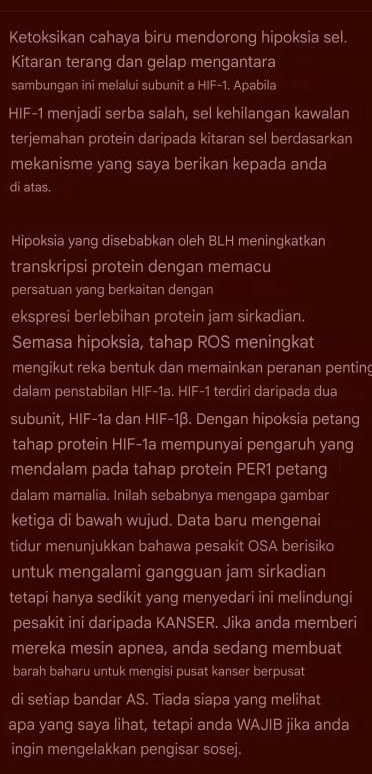 Ketoksikan cahaya biru mendorong hipoksia sel.
Kitaran terang dan gelap mengantara
sambungan ini melalui subunit a HIF-1. Apabila
HIF-1 menjadi serba salah, sel kehilangan kawalan
terjemahan protein daripada kitaran sel berdasarkan
mekanisme yang saya berikan kepada anda
di atas.
Hipoksia yang disebabkan oleh BLH meningkatkan
transkripsi protein dengan memacu
persatuan yang berkaitan dengan
ekspresi berlebihan protein jam sirkadian.
Semasa hipoksia, tahap ROS meningkat
mengikut reka bentuk dan memainkan peranan penting
dalam penstabilan HIF-1a. HIF-1 terdiri daripada dua
subunit, HIF-1a dan HIF-1β. Dengan hipoksia petang
tahap protein HIF-1a mempunyai pengaruh yang
mendalam pada tahap protein PER1 petang
dalam mamalia. Inilah sebabnya mengapa gambar
ketiga di bawah wujud. Data baru mengenai
tidur menunjukkan bahawa pesakit OSA berisiko
untuk mengalami gangguan jam sirkadian
tetapi hanya sedikit yang menyedari ini melindungi
pesakit ini daripada KANSER. Jika anda memberi
mereka mesin apnea, anda sedang membuat
barah baharu untuk mengisi pusat kanser berpusat
di setiap bandar AS. Tiada siapa yang melihat
apa yang saya lihat, tetapi anda WAJIB jika anda
ingin mengelakkan pengisar sosej.